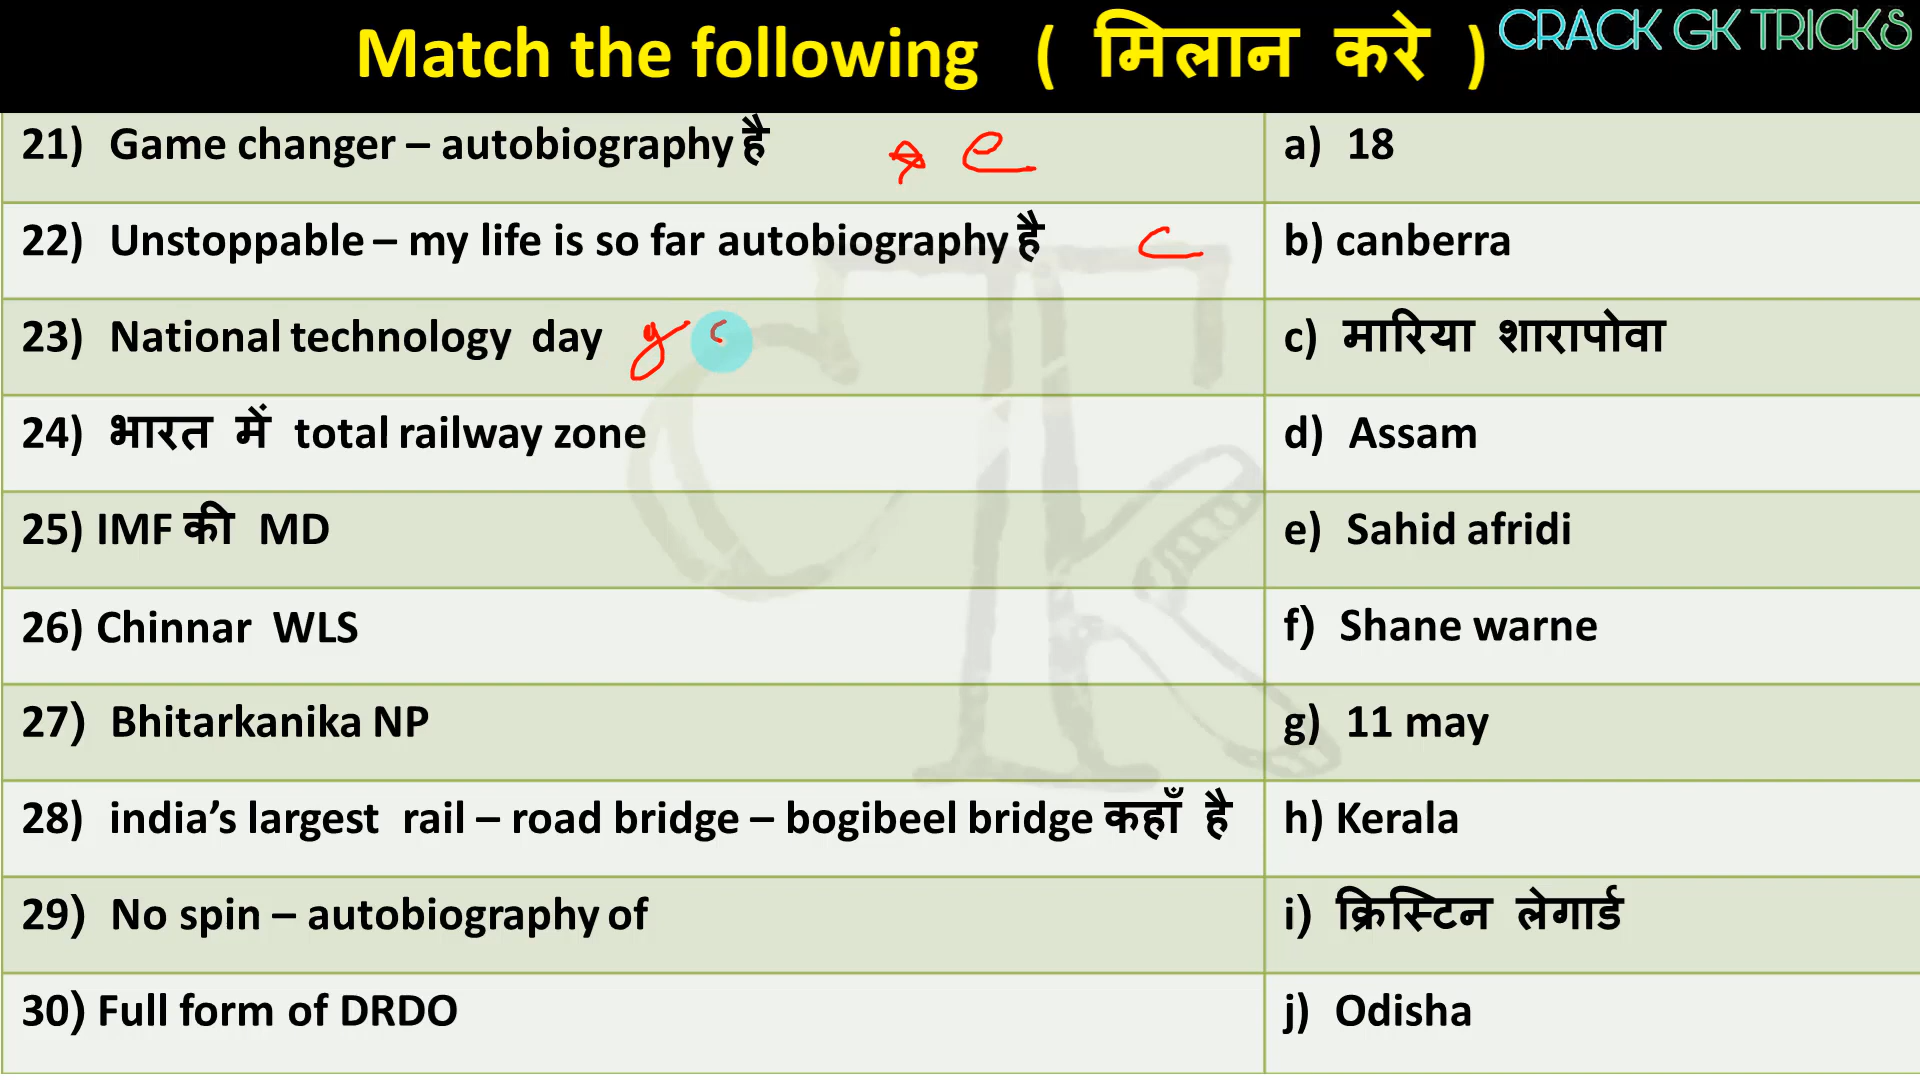 Match the following ( मिलान करे ) CRACK GK TRICKS
21) Game changer – autobiography है e
a) 18
22) Unstoppable – my life is so far autobiography है c
b) canberra
23) National technology day g
c) मारिया शारापोवा
24) भारत में total railway zone
d) Assam
25) IMF की MD
e) Sahid afridi
26) Chinnar WLS
f) Shane warne
27) Bhitarkanika NP
g) 11 may
28) india’s largest rail – road bridge – bogibeel bridge कहाँ है
h) Kerala
29) No spin – autobiography of
i) क्रिस्टिन लेगार्ड
30) Full form of DRDO
j) Odisha